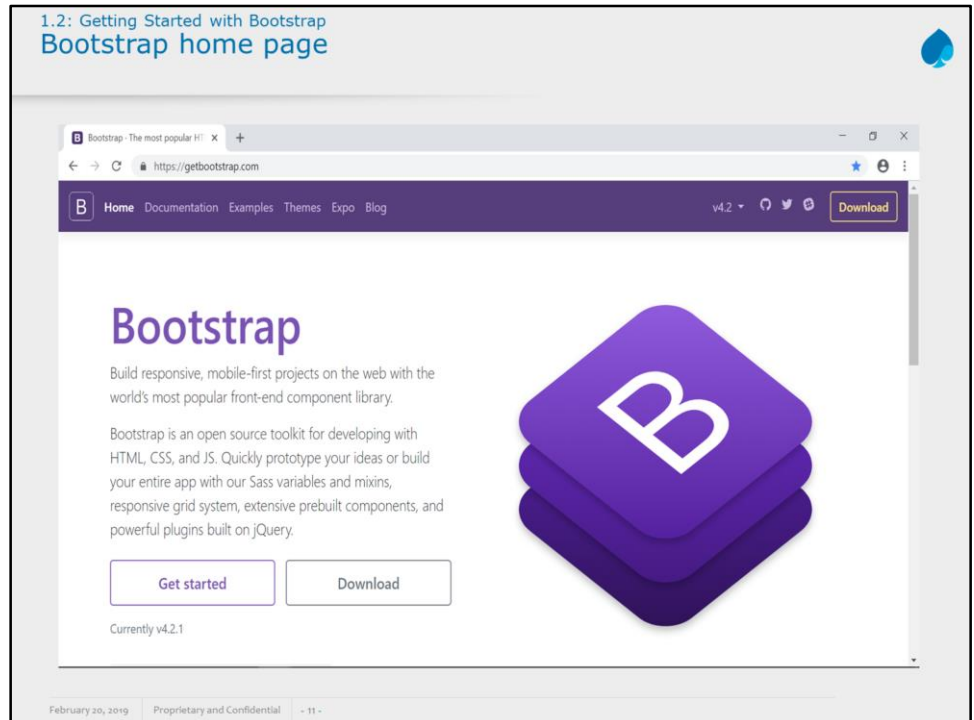 1.2: Getting Started with Bootstrap
Bootstrap home page
B Bootstrap · The most popular HT x +
https://getbootstrap.com
B Home Documentation Examples Themes Expo Blog v4.2 Download
Bootstrap
Build responsive, mobile-first projects on the web with the
world's most popular front-end component library.
Bootstrap is an open source toolkit for developing with
HTML, CSS, and JS. Quickly prototype your ideas or build
your entire app with our Sass variables and mixins,
responsive grid system, extensive prebuilt components, and
powerful plugins built on jQuery.
Get started Download
Currently v4.2.1
B
February 20, 2019 Proprietary and Confidential - 11 -